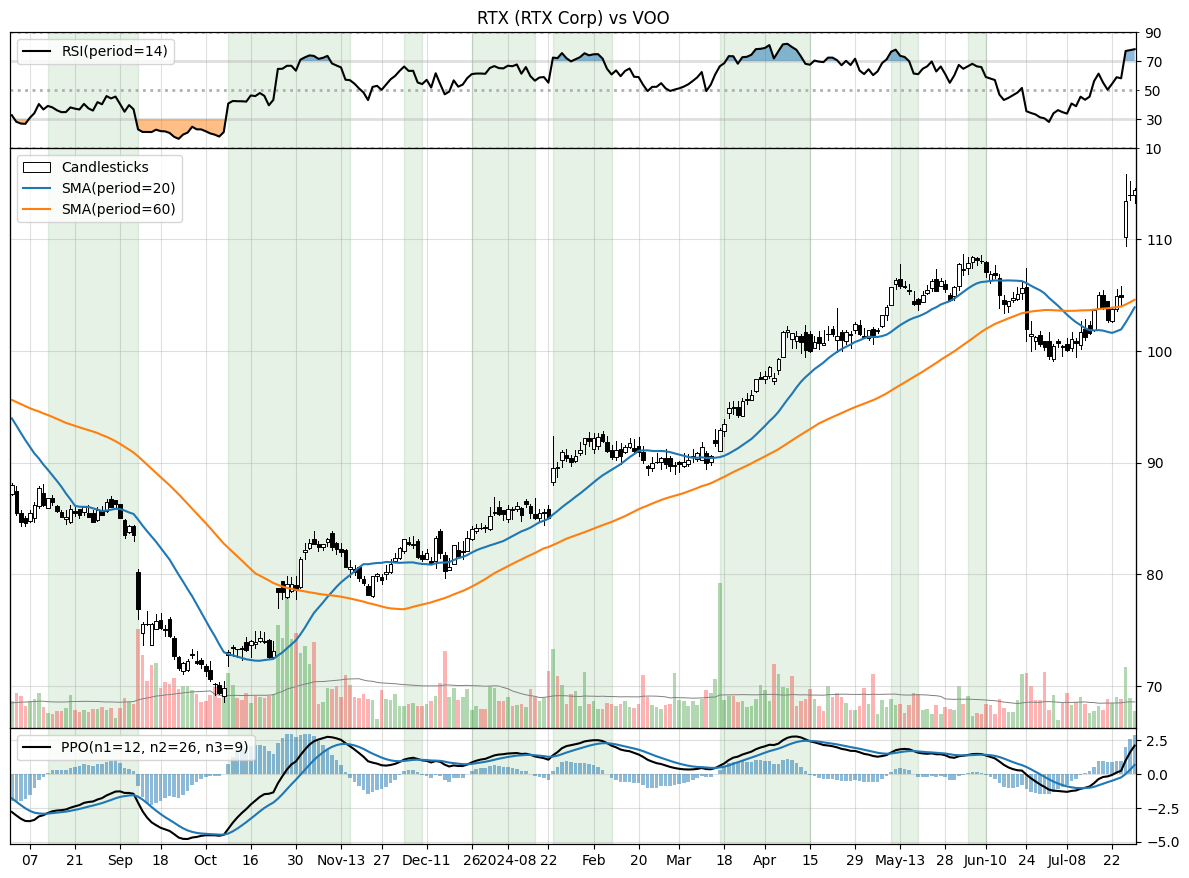 RTX (RTX Corp) vs VOO
RSI(period=14)
90
70
50
30
10
Candlesticks
SMA(period=20)
SMA(period=60)
110
100
90
80
70
PPO(n1=12, n2=26, n3=9)
2.5
0.0
−2.5
−5.0
07 21 Sep 18 Oct 16 30 Nov-13 27 Dec-11 26 2024-08 22 Feb 20 Mar 18 Apr 15 29 May-13 28 Jun-10 24 Jul-08 22